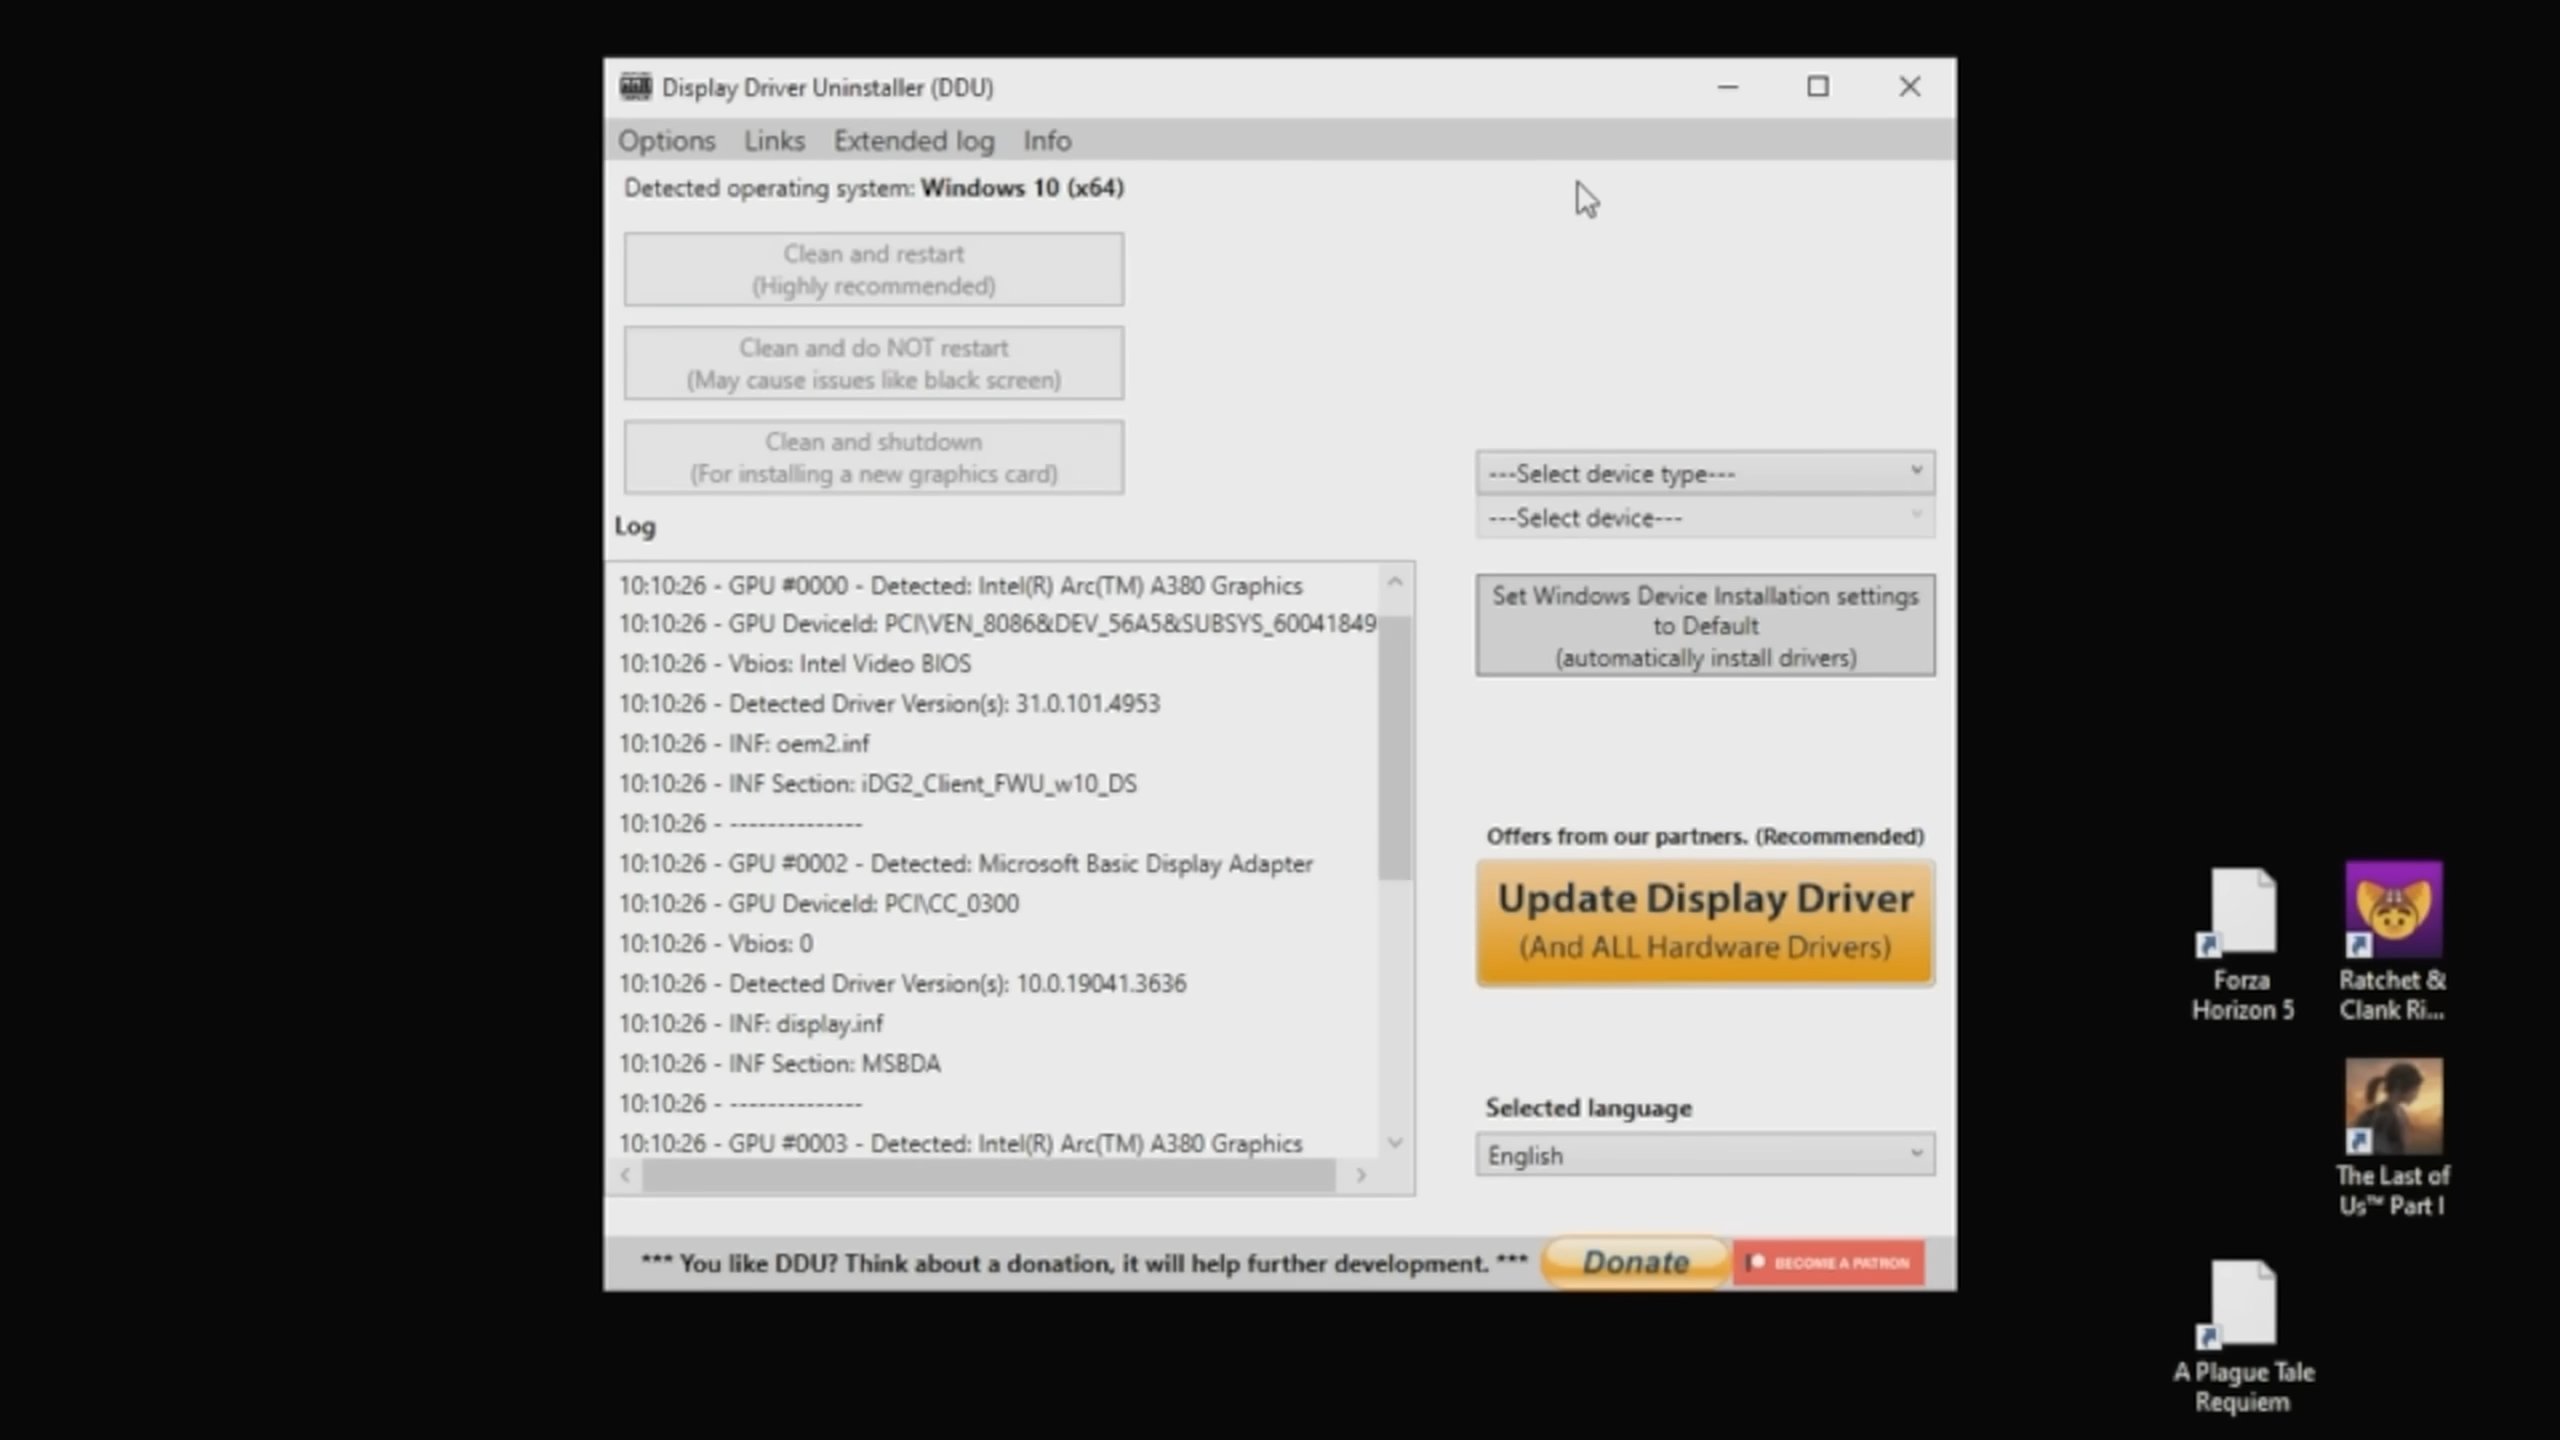 Display Driver Uninstaller (DDU)
Options Links Extended log Info
Detected operating system: Windows 10 (x64)
Clean and restart
(Highly recommended)
Clean and do NOT restart
(May cause issues like black screen)
Clean and shutdown
(For installing a new graphics card)
---Select device type---
---Select device---
Log
10:10:26 - GPU #0000 - Detected: Intel(R) Arc(TM) A380 Graphics
10:10:26 - GPU DeviceId: PCI\VEN_8086&DEV_56A5&SUBSYS_60041849
10:10:26 - Vbios: Intel Video BIOS
10:10:26 - Detected Driver Version(s): 31.0.101.4953
10:10:26 - INF: oem2.inf
10:10:26 - INF Section: iDG2_Client_FWU_w10_DS
10:10:26 - --------------
10:10:26 - GPU #0002 - Detected: Microsoft Basic Display Adapter
10:10:26 - GPU DeviceId: PCI\CC_0300
10:10:26 - Vbios: 0
10:10:26 - Detected Driver Version(s): 10.0.19041.3636
10:10:26 - INF: display.inf
10:10:26 - INF Section: MSBDA
10:10:26 - --------------
10:10:26 - GPU #0003 - Detected: Intel(R) Arc(TM) A380 Graphics
Set Windows Device Installation settings
to Default
(automatically install drivers)
Offers from our partners. (Recommended)
Update Display Driver
(And ALL Hardware Drivers)
Selected language
English
*** You like DDU? Think about a donation, it will help further development. ***
Donate
BECOME A PATRON
Forza
Horizon 5
Ratchet &
Clank Ri...
The Last of
Us™ Part I
A Plague Tale
Requiem